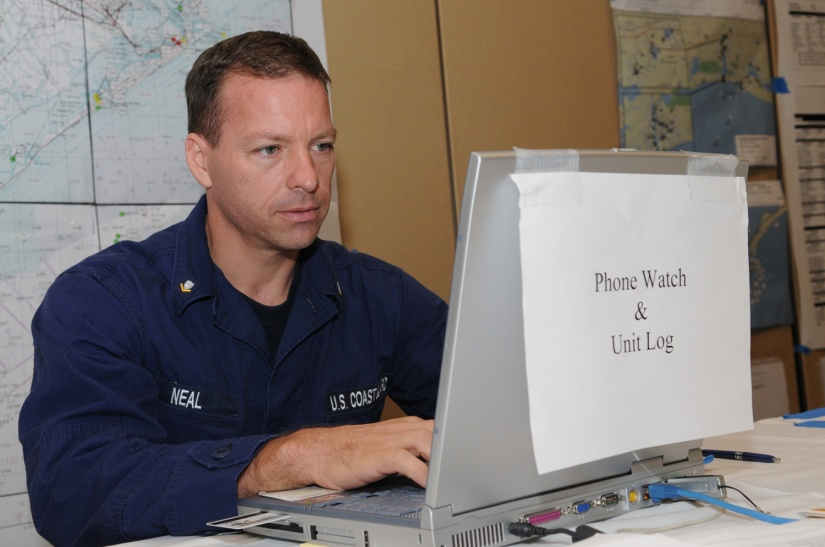 Phone Watch
&
Unit Log
NEAL
U.S. COAST